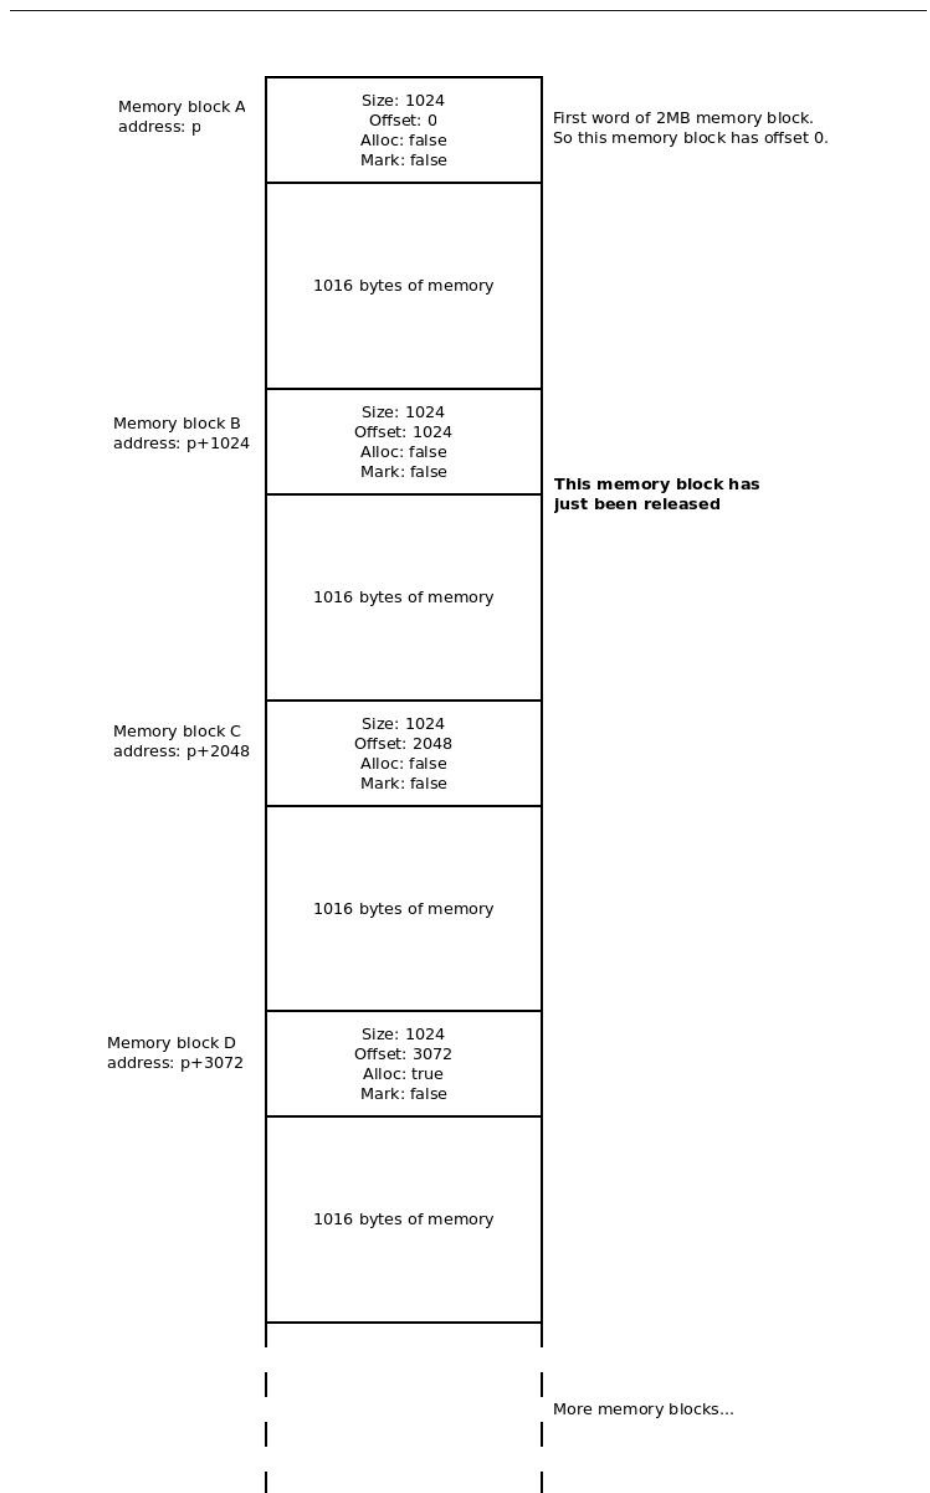 Memory block A
address: p
Size: 1024
Offset: 0
Alloc: false
Mark: false
First word of 2MB memory block.
So this memory block has offset 0.
1016 bytes of memory
Memory block B
address: p+1024
Size: 1024
Offset: 1024
Alloc: false
Mark: false
This memory block has
just been released
1016 bytes of memory
Memory block C
address: p+2048
Size: 1024
Offset: 2048
Alloc: false
Mark: false
1016 bytes of memory
Memory block D
address: p+3072
Size: 1024
Offset: 3072
Alloc: true
Mark: false
1016 bytes of memory
More memory blocks...